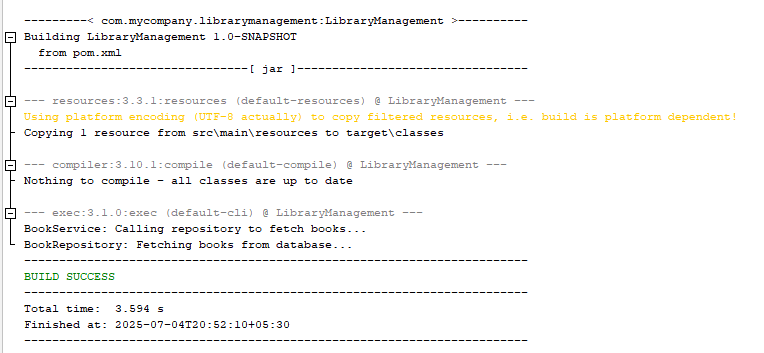 ---------< com.mycompany.librarymanagement:LibraryManagement >----------
Building LibraryManagement 1.0-SNAPSHOT
  from pom.xml
--------------------------------[ jar ]---------------------------------
--- resources:3.3.1:resources (default-resources) @ LibraryManagement ---
Using platform encoding (UTF-8 actually) to copy filtered resources, i.e. build is platform dependent!
Copying 1 resource from src\main\resources to target\classes
--- compiler:3.10.1:compile (default-compile) @ LibraryManagement ---
Nothing to compile - all classes are up to date
--- exec:3.1.0:exec (default-cli) @ LibraryManagement ---
BookService: Calling repository to fetch books...
BookRepository: Fetching books from database...
------------------------------------------------------------------------
BUILD SUCCESS
------------------------------------------------------------------------
Total time:  3.594 s
Finished at: 2025-07-04T20:52:10+05:30
------------------------------------------------------------------------